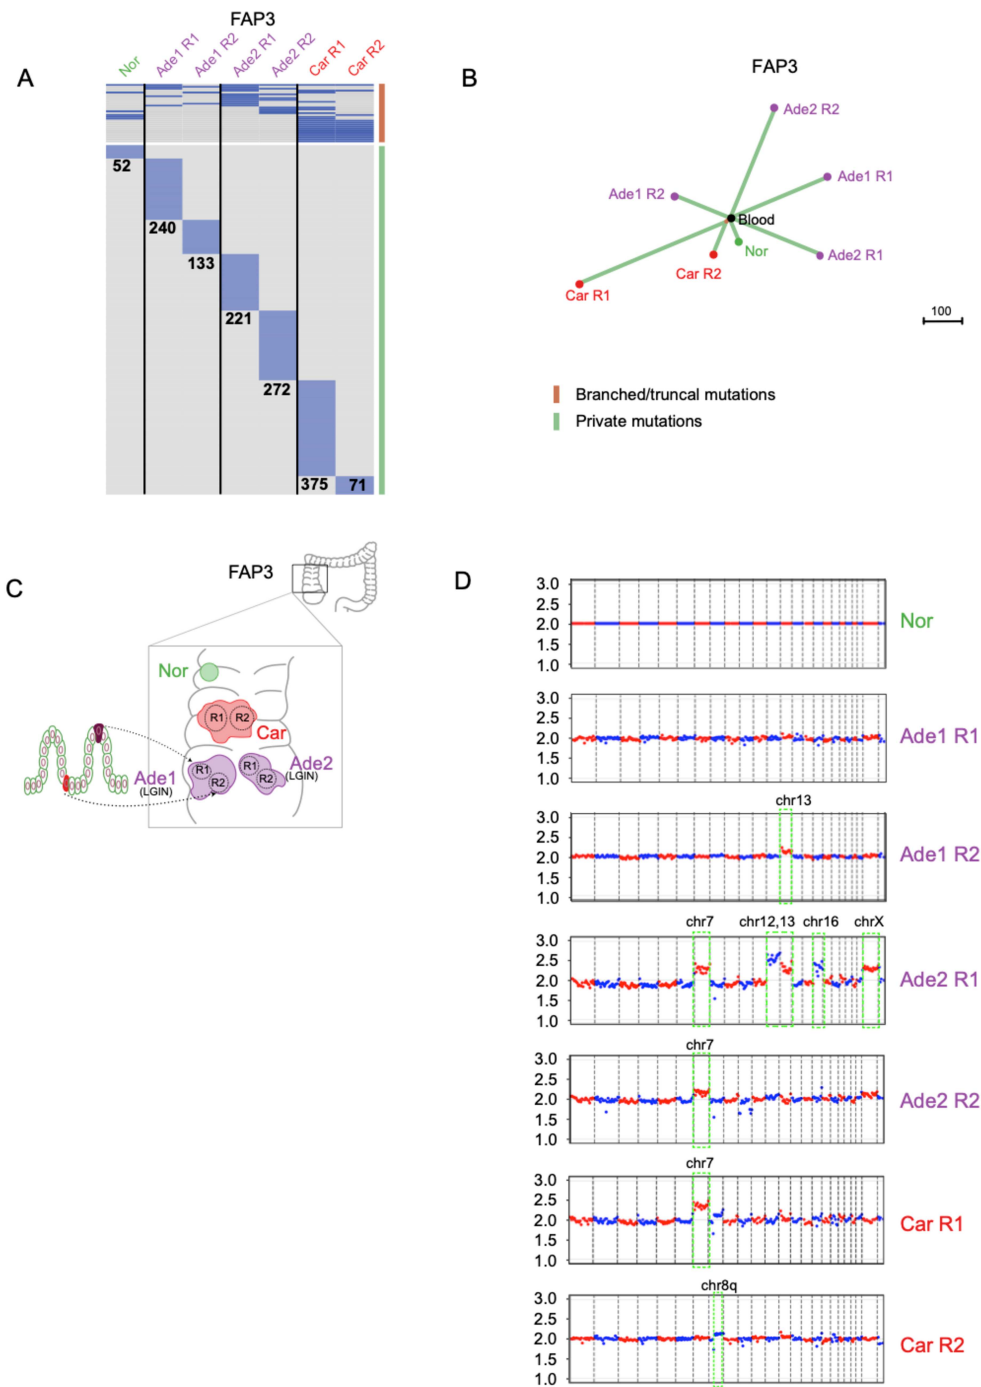 FAP3
A
Nor
Ade1 R1
Ade1 R2
Ade2 R1
Ade2 R2
Car R1
Car R2
52
240
133
221
272
375
71
B
FAP3
Ade2 R2
Ade1 R1
Ade1 R2
Blood
Nor
Ade2 R1
Car R2
Car R1
100
Branched/truncal mutations
Private mutations
C
FAP3
Nor
R1
R2
Car
Ade1
(LGIN)
R1
R2
R1
R2
Ade2
(LGIN)
D
3.0
2.5
2.0
1.5
1.0
Nor
3.0
2.5
2.0
1.5
1.0
Ade1 R1
chr13
3.0
2.5
2.0
1.5
1.0
Ade1 R2
chr7 chr12,13 chr16 chrX
3.0
2.5
2.0
1.5
1.0
Ade2 R1
chr7
3.0
2.5
2.0
1.5
1.0
Ade2 R2
chr7
3.0
2.5
2.0
1.5
1.0
Car R1
chr8q
3.0
2.5
2.0
1.5
1.0
Car R2